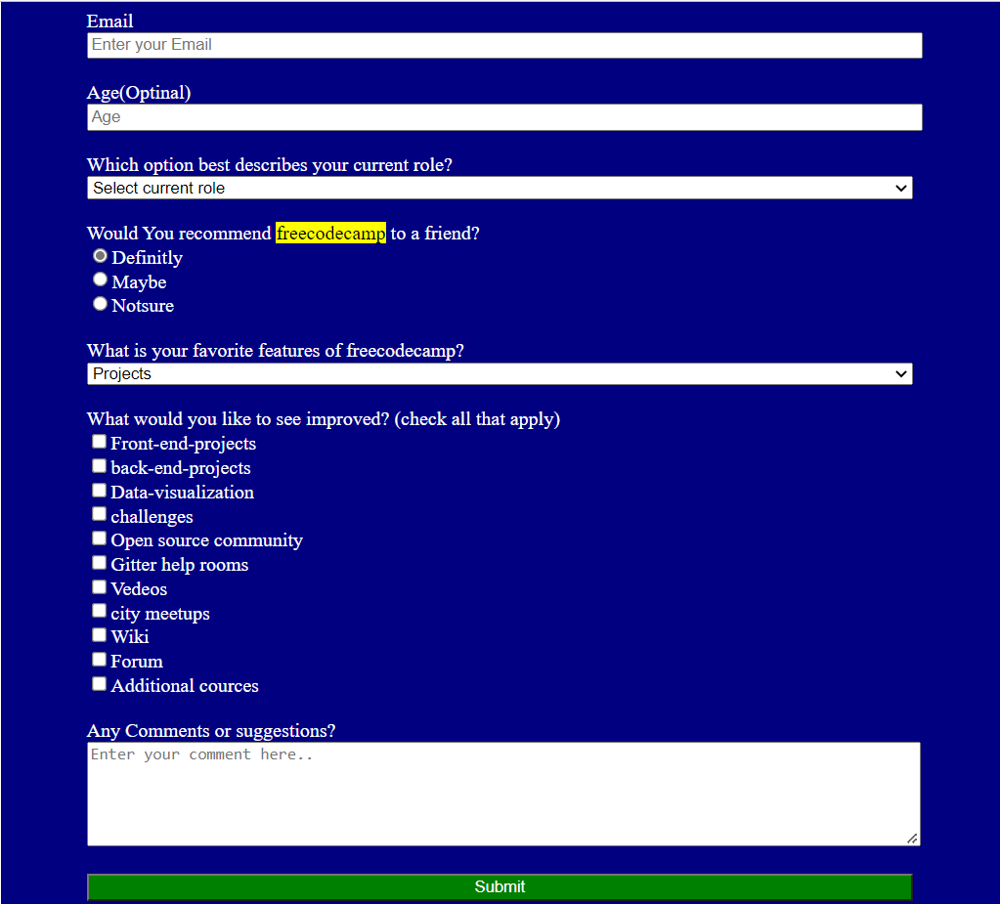 Email
Enter your Email
Age(Optinal)
Age
Which option best describes your current role?
Select current role
Would You recommend freecodecamp to a friend?
Definitly
Maybe
Notsure
What is your favorite features of freecodecamp?
Projects
What would you like to see improved? (check all that apply)
Front-end-projects
back-end-projects
Data-visualization
challenges
Open source community
Gitter help rooms
Vedeos
city meetups
Wiki
Forum
Additional cources
Any Comments or suggestions?
Enter your comment here..
Submit